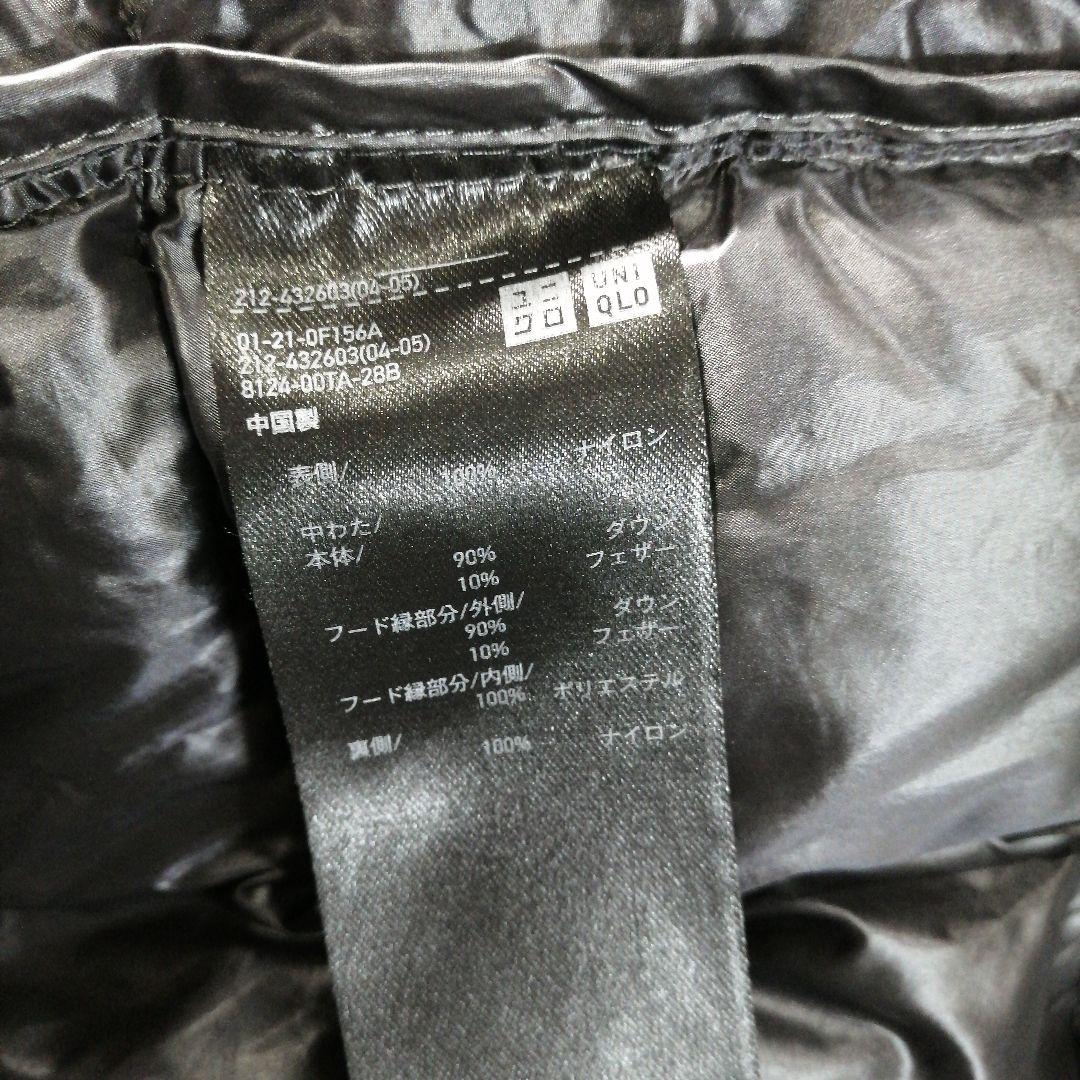 212-432603(04-05)
ユニクロ
UNIQLO
01-21-0F156A
212-432603(04-05)
8124-00TA-28B
中国製
表側/ 100% ナイロン
中わた/
本体/ 90% ダウン
10% フェザー
フード縁部分/外側/
90% ダウン
10% フェザー
フード縁部分/内側/
100% ポリエステル
裏側/ 100% ナイロン